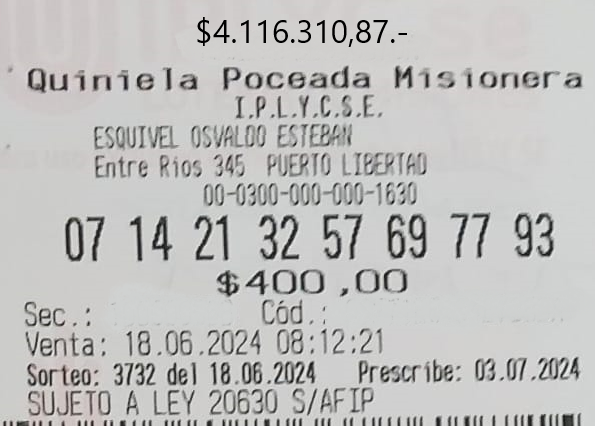 $4.116.310,87.-
Quiniela Poceada Misionera
I.P.L.Y.C.S.E.
ESQUIVEL OSVALDO ESTEBAN
Entre Rios 345 PUERTO LIBERTAD
00-0300-000-000-1630
07 14 21 32 57 69 77 93
$400,00
Sec.: Cód.:
Venta: 18.06.2024 08:12:21
Sorteo: 3732 del 18.06.2024 Prescribe: 03.07.2024
SUJETO A LEY 20630 S/AFIP